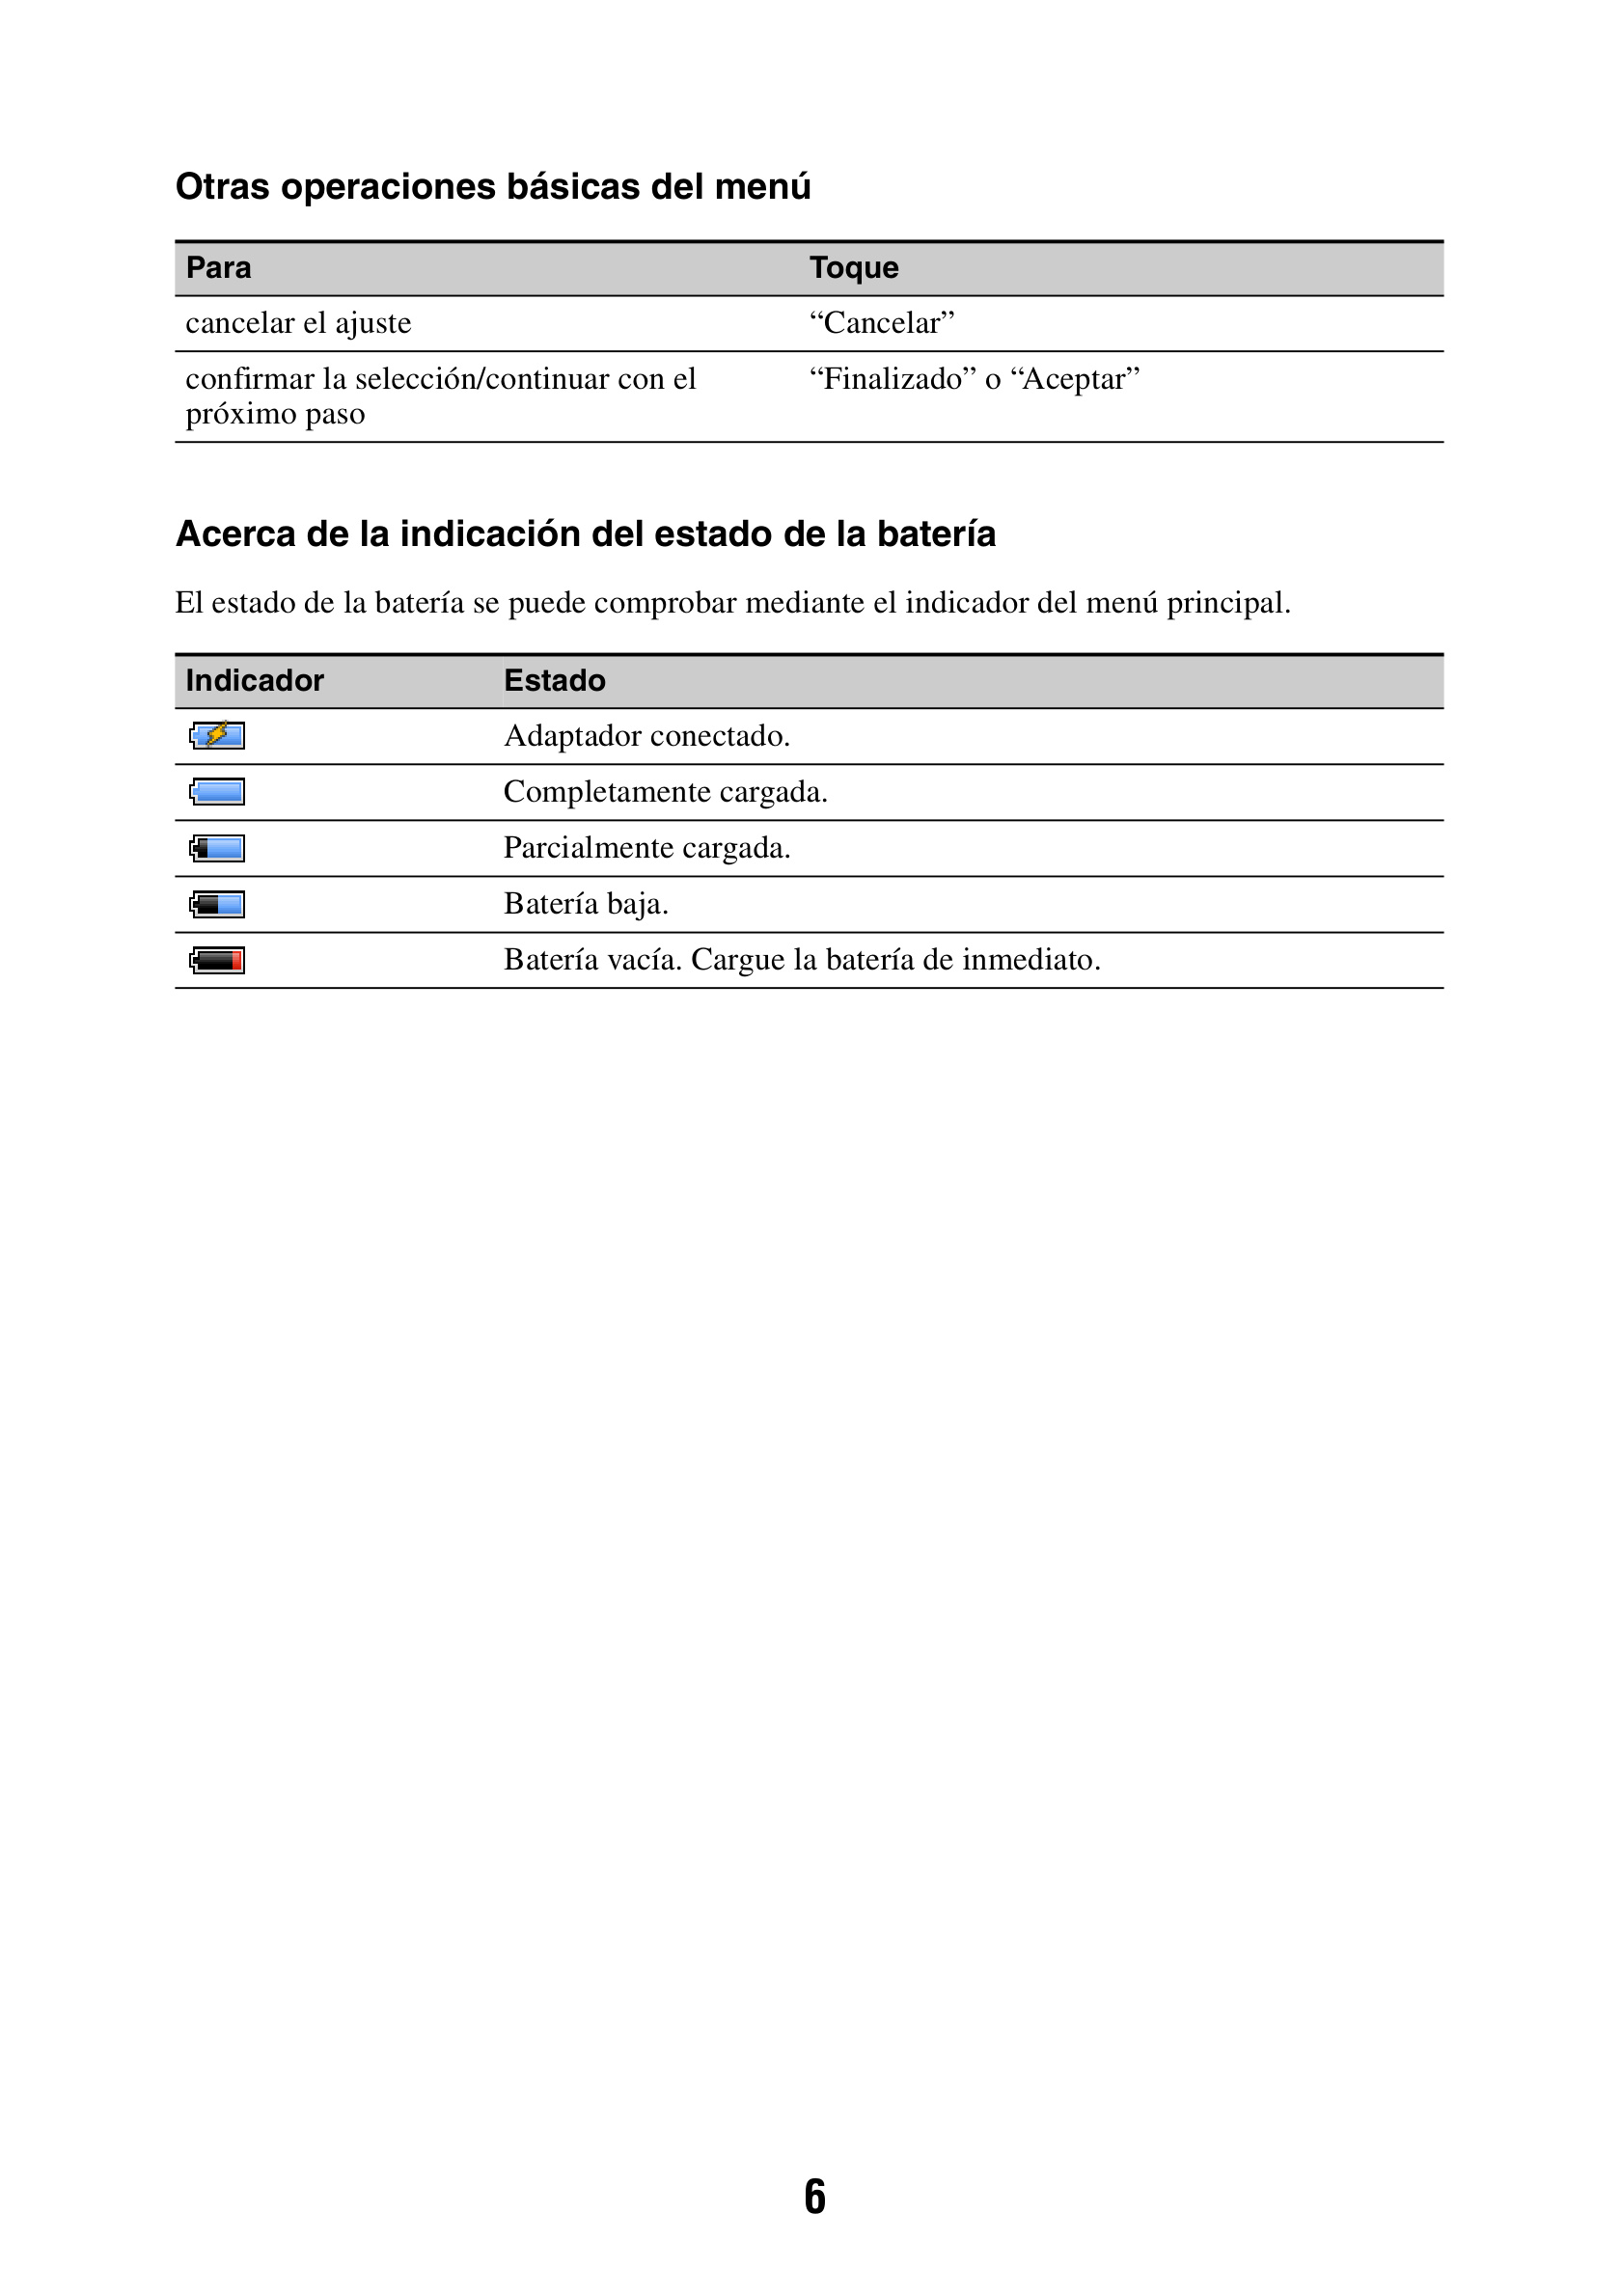 Otras operaciones básicas del menú
Para Toque
cancelar el ajuste “Cancelar”
confirmar la selección/continuar con el “Finalizado” o “Aceptar”
próximo paso
Acerca de la indicación del estado de la batería
El estado de la batería se puede comprobar mediante el indicador del menú principal.
Indicador Estado
Adaptador conectado.
Completamente cargada.
Parcialmente cargada.
Batería baja.
Batería vacía. Cargue la batería de inmediato.
6